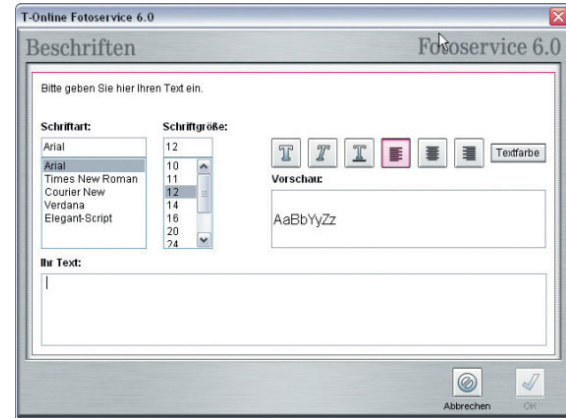 T-Online Fotoservice 6.0
Beschriften
Fotoservice 6.0
Bitte geben Sie hier Ihren Text ein.
Schriftart:
Schriftgröße:
Arial
12
Arial
Times New Roman
Courier New
Verdana
Elegant-Script
10
11
12
14
16
20
24
T T T
Textfarbe
Vorschau:
AaBbYyZz
Ihr Text:
Abbrechen
OK